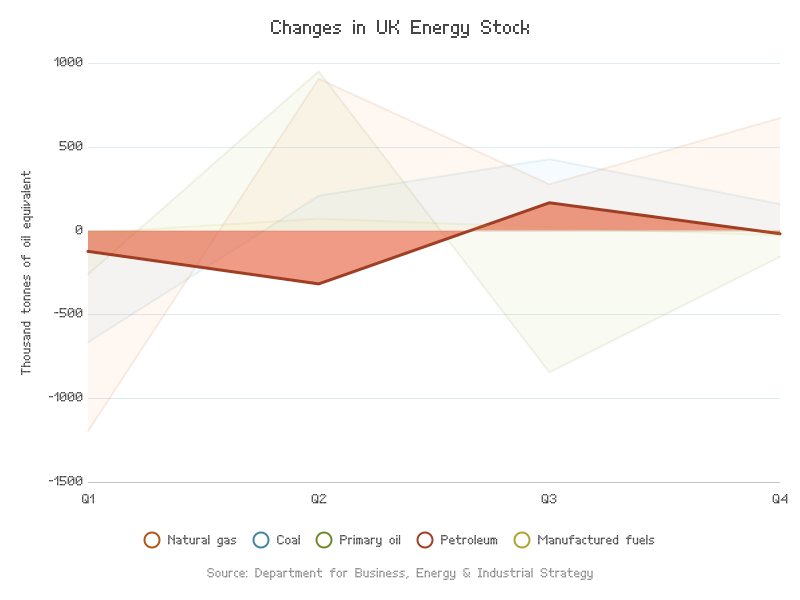 Changes in UK Energy Stock
Thousand tonnes of oil equivalent
1000
500
0
-500
-1000
-1500
Q1 Q2 Q3 Q4
Natural gas Coal Primary oil Petroleum Manufactured fuels
Source: Department for Business, Energy & Industrial Strategy